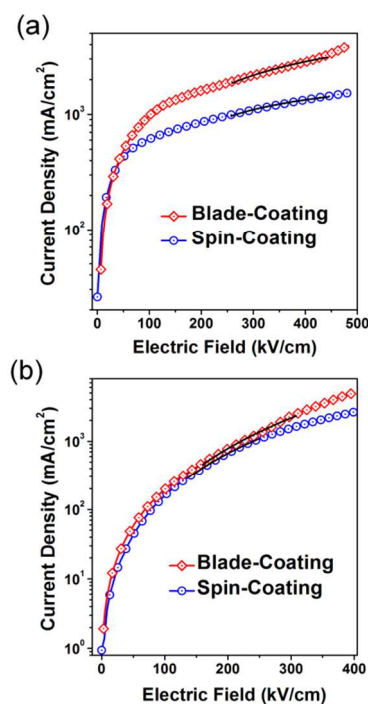 (a)
Current Density (mA/cm²)
10³
10²
Blade-Coating
Spin-Coating
0 100 200 300 400 500
Electric Field (kV/cm)
(b)
Current Density (mA/cm²)
10⁴
10³
10²
10¹
10⁰
Blade-Coating
Spin-Coating
0 100 200 300 400
Electric Field (kV/cm)